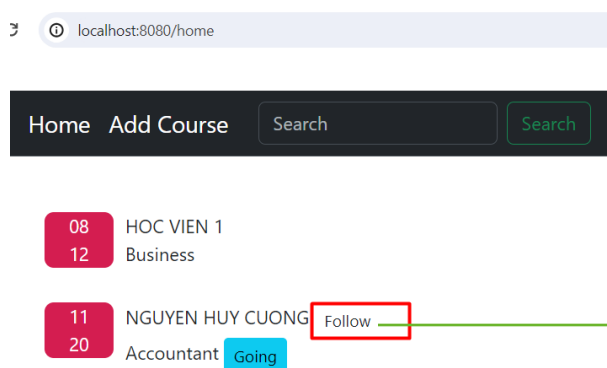 localhost:8080/home
Home Add Course Search Search
08 HOC VIEN 1
12 Business
11 NGUYEN HUY CUONG Follow
20 Accountant Going